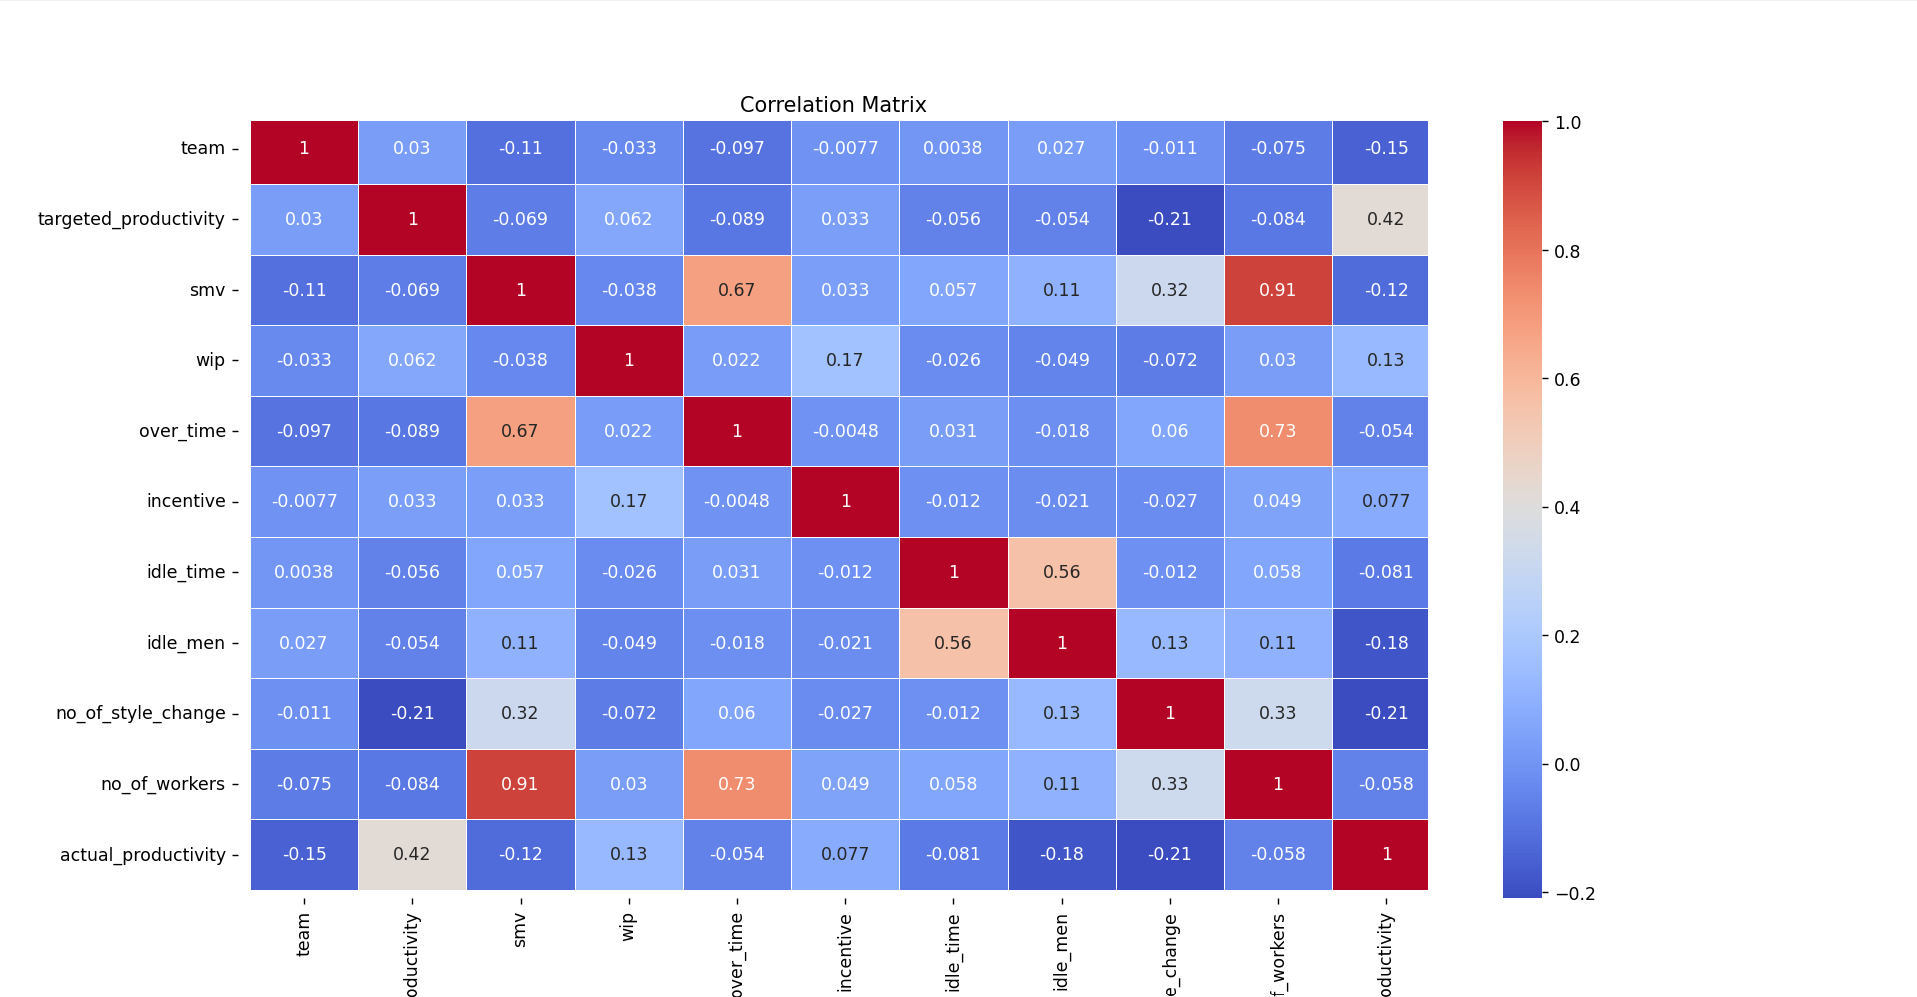 Correlation Matrix
team 1 0.03 -0.11 -0.033 -0.097 -0.0077 0.0038 0.027 -0.011 -0.075 -0.15
targeted_productivity 0.03 1 -0.069 0.062 -0.089 0.033 -0.056 -0.054 -0.21 -0.084 0.42
smv -0.11 -0.069 1 -0.038 0.67 0.033 0.057 0.11 0.32 0.91 -0.12
wip -0.033 0.062 -0.038 1 0.022 0.17 -0.026 -0.049 -0.072 0.03 0.13
over_time -0.097 -0.089 0.67 0.022 1 -0.0048 0.031 -0.018 0.06 0.73 -0.054
incentive -0.0077 0.033 0.033 0.17 -0.0048 1 -0.012 -0.021 -0.027 0.049 0.077
idle_time 0.0038 -0.056 0.057 -0.026 0.031 -0.012 1 0.56 -0.012 0.058 -0.081
idle_men 0.027 -0.054 0.11 -0.049 -0.018 -0.021 0.56 1 0.13 0.11 -0.18
no_of_style_change -0.011 -0.21 0.32 -0.072 0.06 -0.027 -0.012 0.13 1 0.33 -0.21
no_of_workers -0.075 -0.084 0.91 0.03 0.73 0.049 0.058 0.11 0.33 1 -0.058
actual_productivity -0.15 0.42 -0.12 0.13 -0.054 0.077 -0.081 -0.18 -0.21 -0.058 1
team
oductivity
smv
wip
over_time
incentive
idle_time
idle_men
e_change
f_workers
oductivity
1.0
0.8
0.6
0.4
0.2
0.0
−0.2